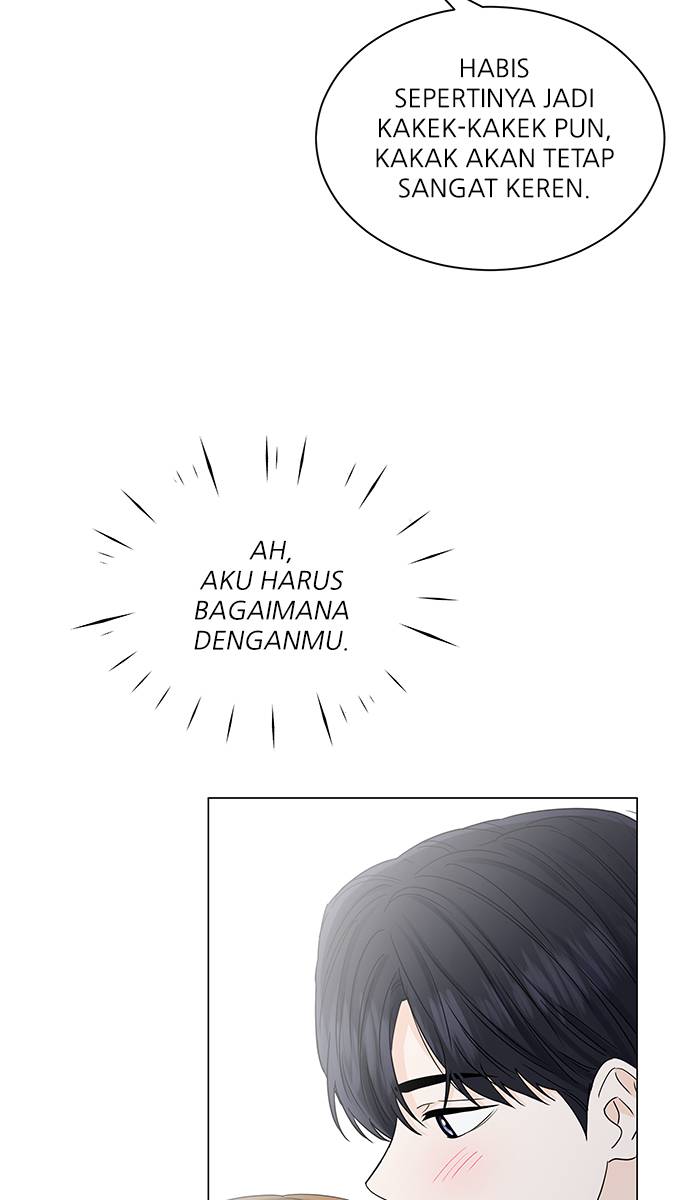 HABIS
SEPERTINYA JADI
KAKEK-KAKEK PUN,
KAKAK AKAN TETAP
SANGAT KEREN.
AH,
AKU HARUS
BAGAIMANA
DENGANMU.